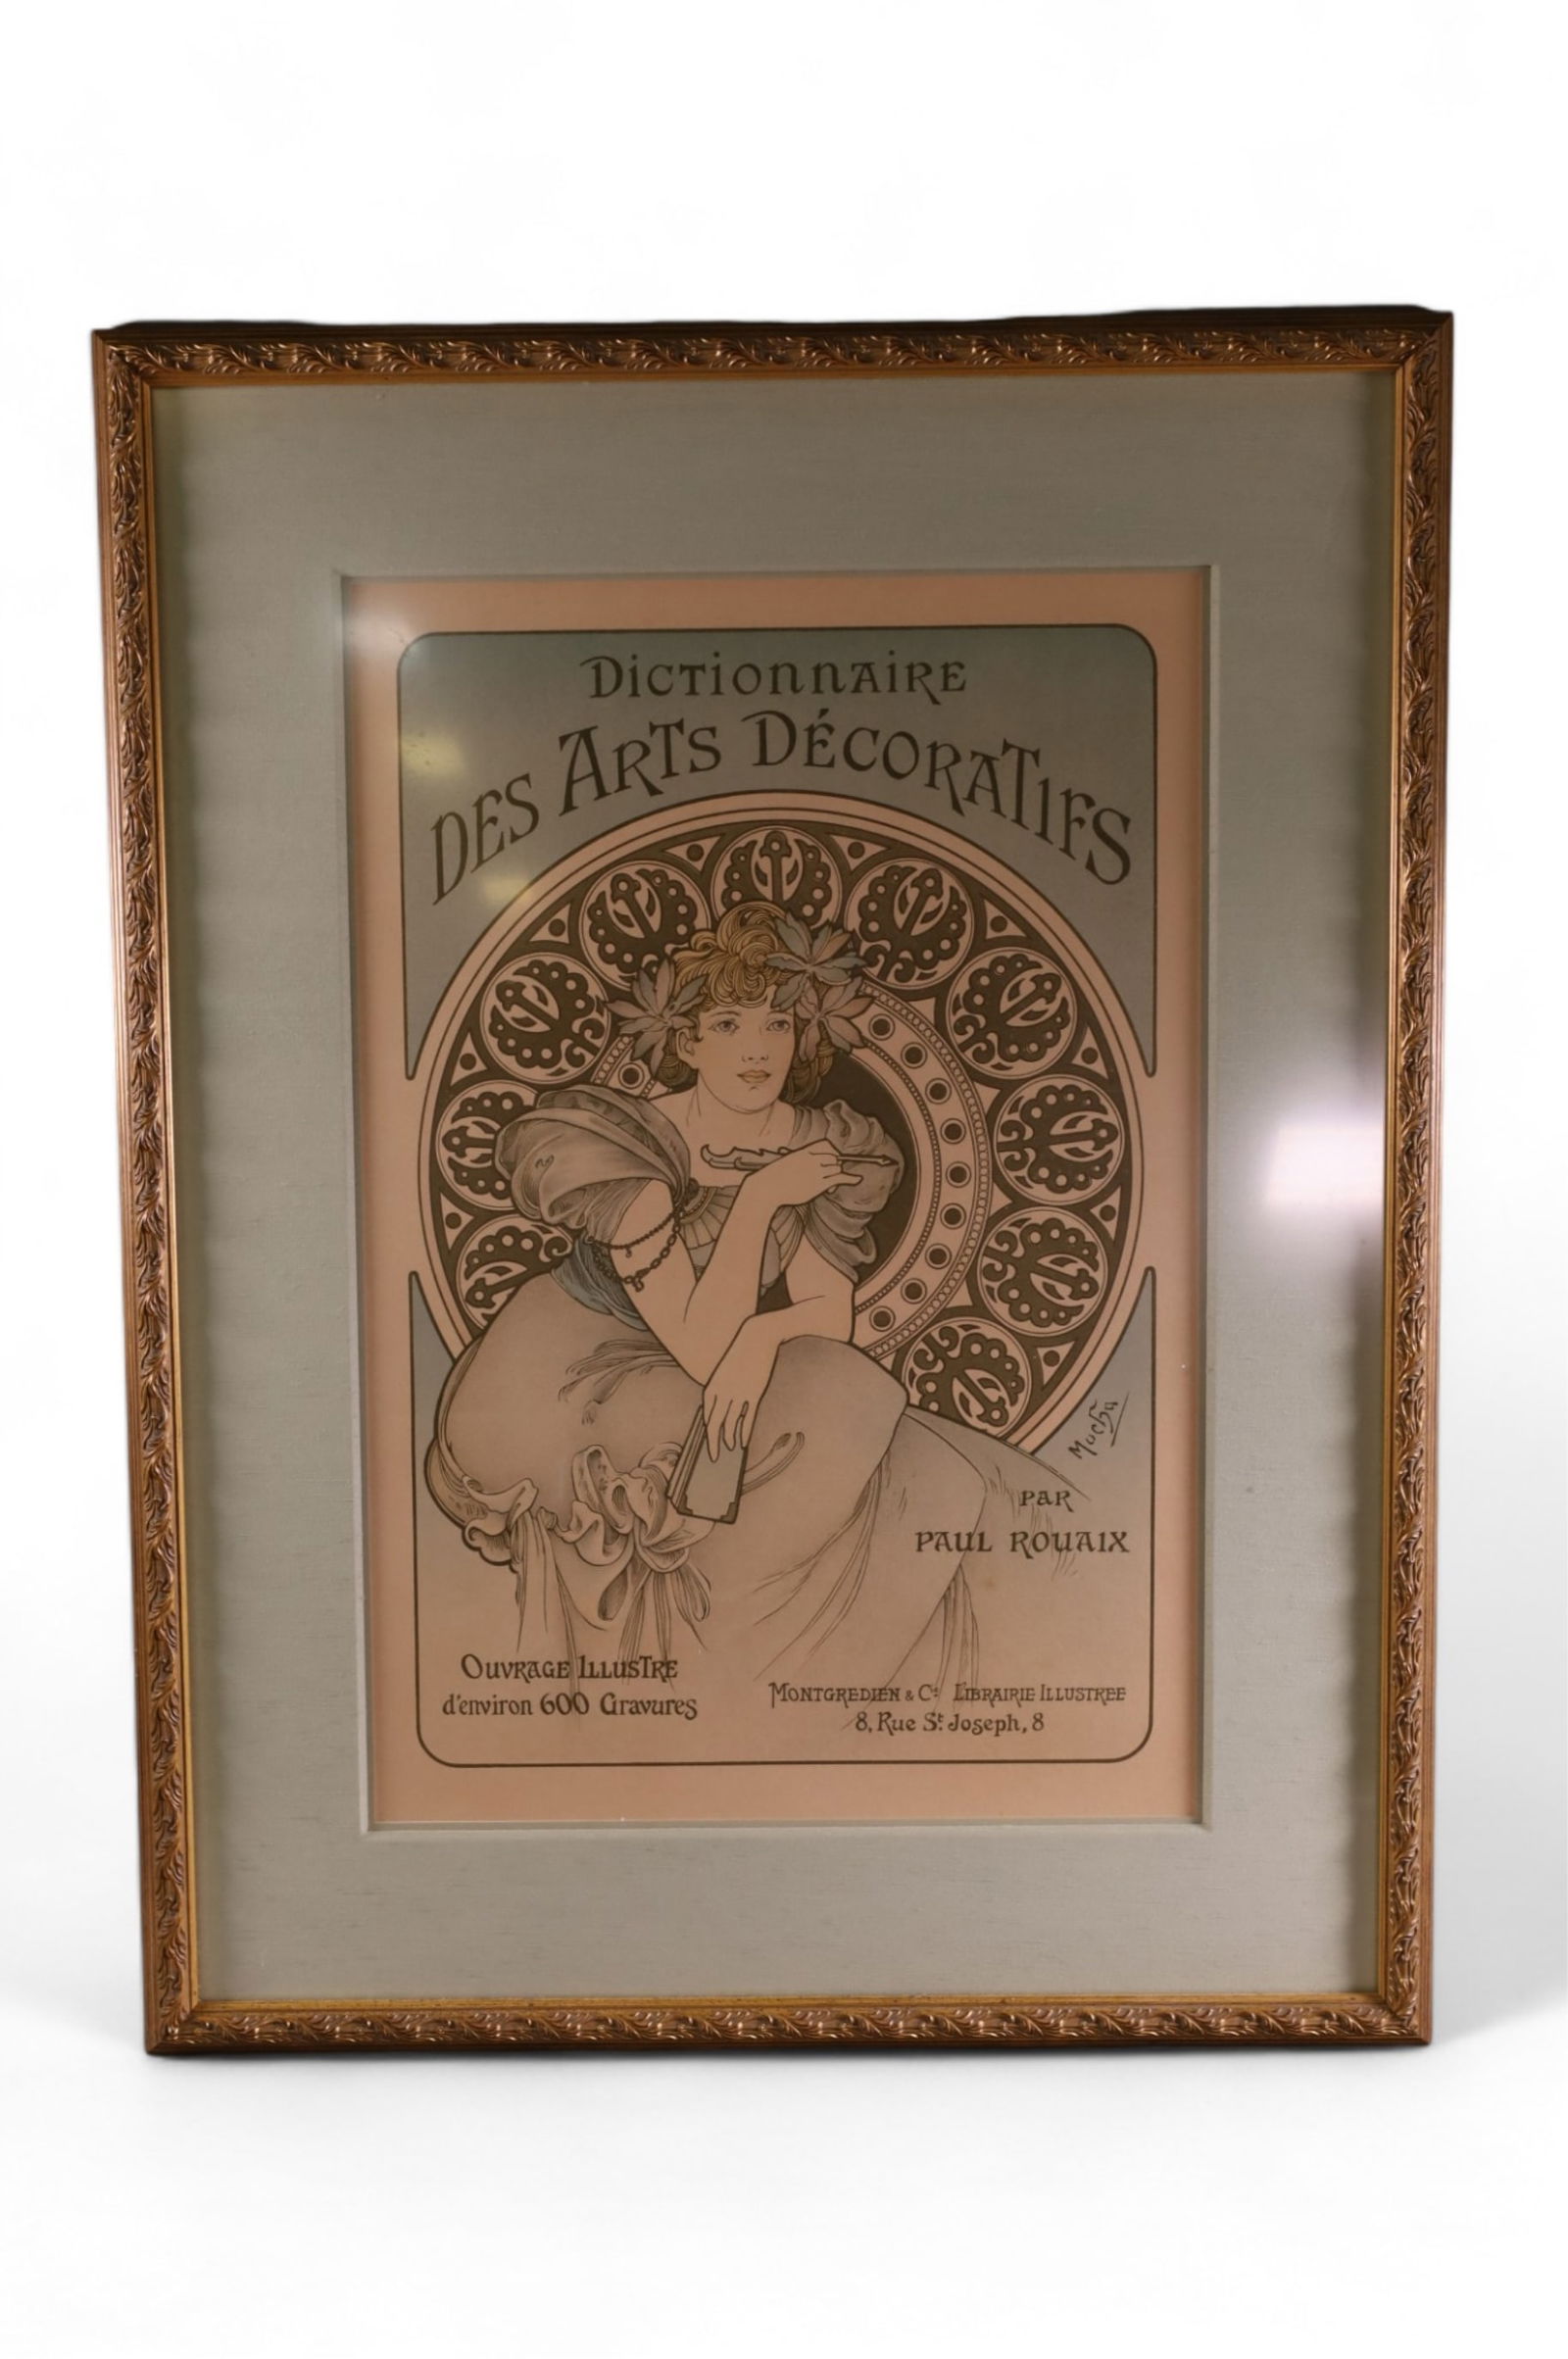 Dictionnaire
des Arts Décoratifs
Mucha
PAR
PAUL ROUAIX
Ouvrage Illustre
d'environ 600 Gravures
Montgredien & Cie Librairie Illustree
8, Rue St Joseph, 8